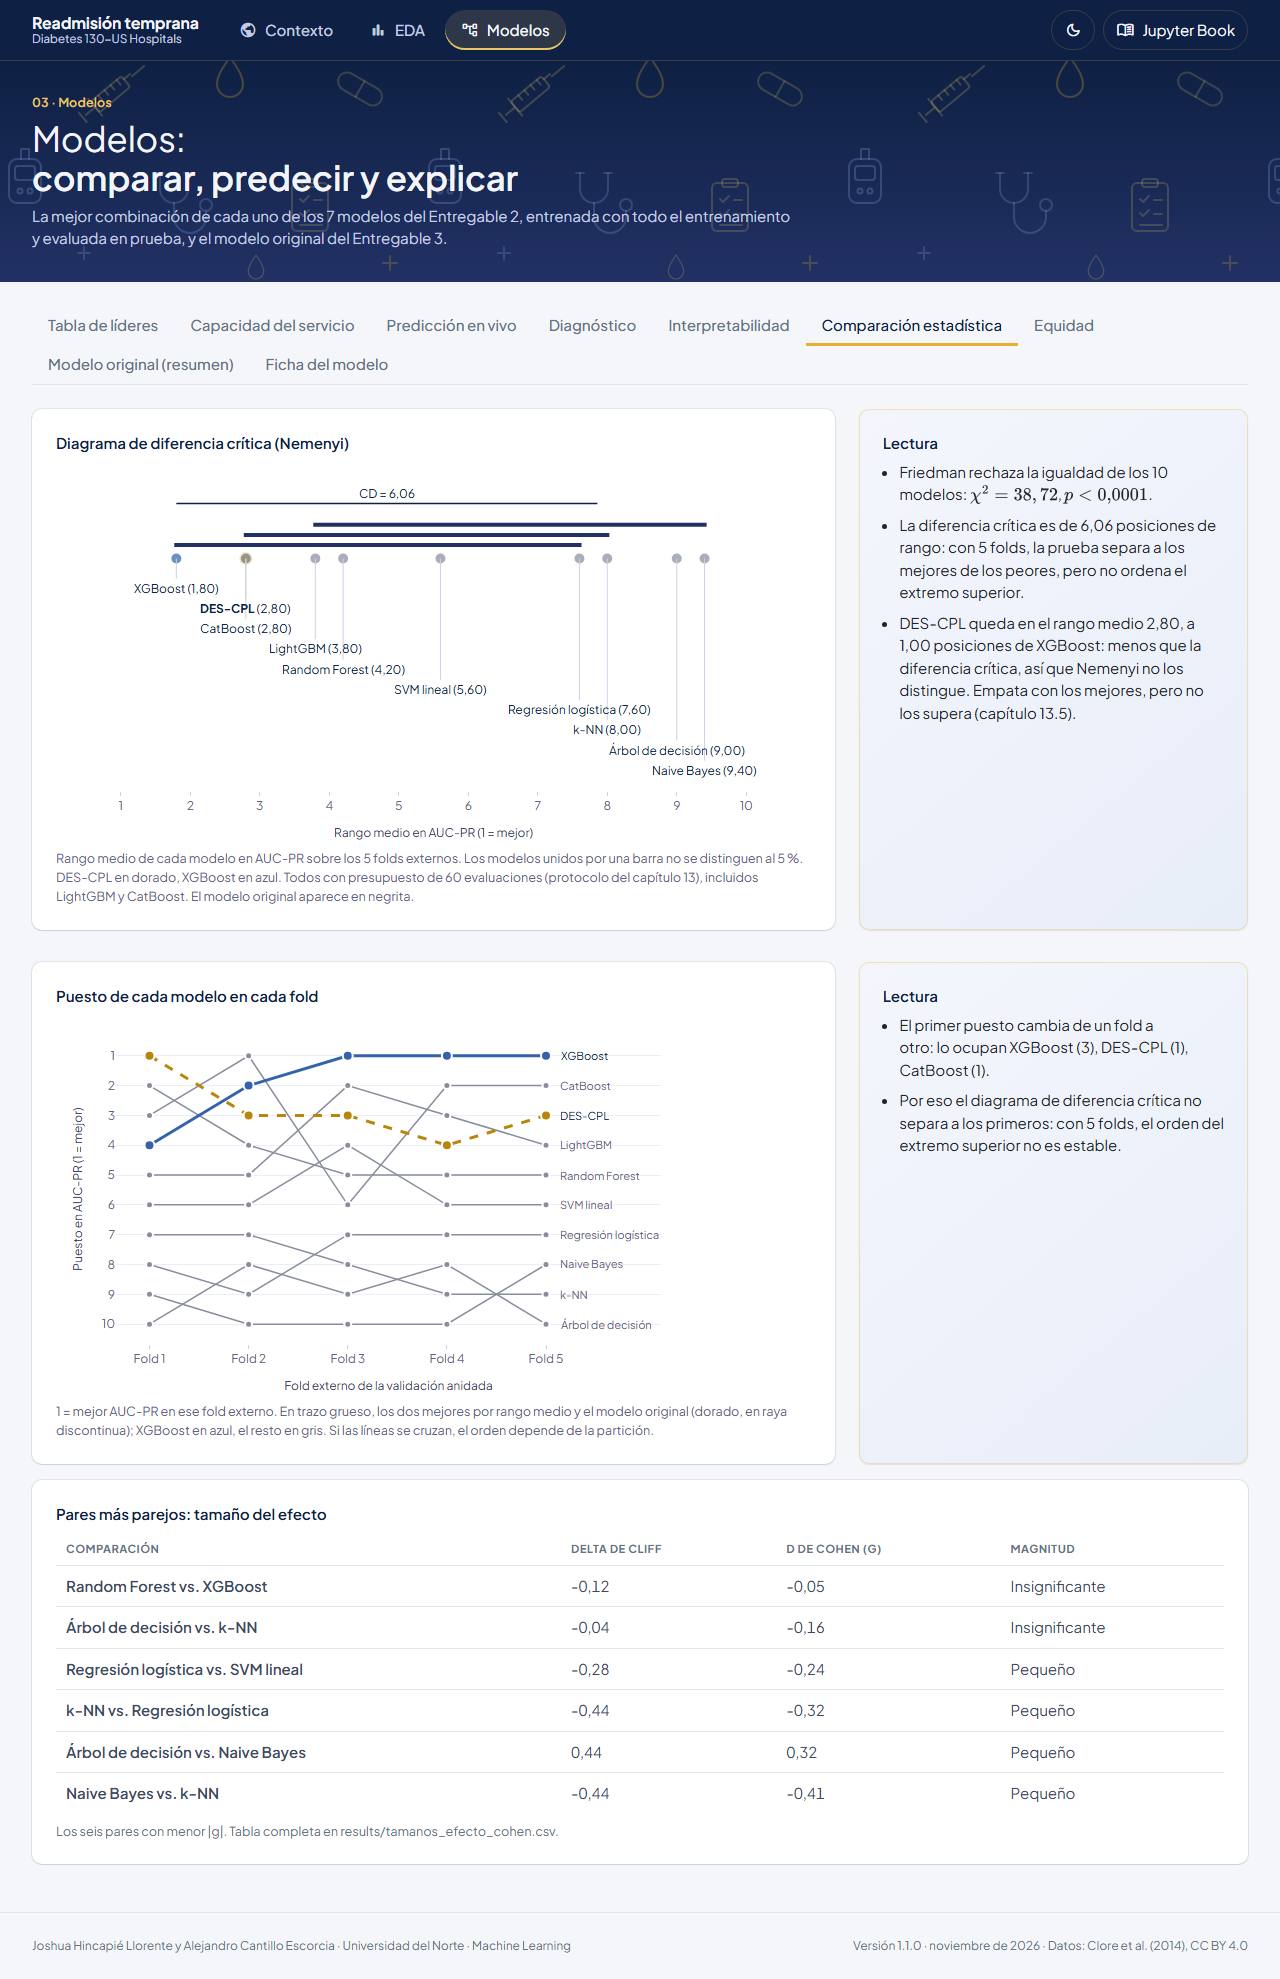 Readmisión temprana
Diabetes 130-US Hospitals
Contexto
EDA
Modelos
Jupyter Book
03 · Modelos
Modelos:
comparar, predecir y explicar
La mejor combinación de cada uno de los 7 modelos del Entregable 2, entrenada con todo el entrenamiento
y evaluada en prueba, y el modelo original del Entregable 3.
Tabla de líderes
Capacidad del servicio
Predicción en vivo
Diagnóstico
Interpretabilidad
Comparación estadística
Equidad
Modelo original (resumen)
Ficha del modelo
Diagrama de diferencia crítica (Nemenyi)
CD = 6,06
XGBoost (1,80)
DES-CPL (2,80)
CatBoost (2,80)
LightGBM (3,80)
Random Forest (4,20)
SVM lineal (5,60)
Regresión logística (7,60)
k-NN (8,00)
Árbol de decisión (9,00)
Naive Bayes (9,40)
1 2 3 4 5 6 7 8 9 10
Rango medio en AUC-PR (1 = mejor)
Rango medio de cada modelo en AUC-PR sobre los 5 folds externos. Los modelos unidos por una barra no se distinguen al 5 %.
DES-CPL en dorado, XGBoost en azul. Todos con presupuesto de 60 evaluaciones (protocolo del capítulo 13), incluidos
LightGBM y CatBoost. El modelo original aparece en negrita.
Lectura
• Friedman rechaza la igualdad de los 10
modelos: χ² = 38, 72, p < 0,0001.
• La diferencia crítica es de 6,06 posiciones de
rango: con 5 folds, la prueba separa a los
mejores de los peores, pero no ordena el
extremo superior.
• DES-CPL queda en el rango medio 2,80, a
1,00 posiciones de XGBoost: menos que la
diferencia crítica, así que Nemenyi no los
distingue. Empata con los mejores, pero no
los supera (capítulo 13.5).
Puesto de cada modelo en cada fold
Puesto en AUC-PR (1 = mejor)
1
2
3
4
5
6
7
8
9
10
XGBoost
CatBoost
DES-CPL
LightGBM
Random Forest
SVM lineal
Regresión logística
Naive Bayes
k-NN
Árbol de decisión
Fold 1 Fold 2 Fold 3 Fold 4 Fold 5
Fold externo de la validación anidada
1 = mejor AUC-PR en ese fold externo. En trazo grueso, los dos mejores por rango medio y el modelo original (dorado, en raya
discontinua); XGBoost en azul, el resto en gris. Si las líneas se cruzan, el orden depende de la partición.
Lectura
• El primer puesto cambia de un fold a
otro: lo ocupan XGBoost (3), DES-CPL (1),
CatBoost (1).
• Por eso el diagrama de diferencia crítica no
separa a los primeros: con 5 folds, el orden del
extremo superior no es estable.
Pares más parejos: tamaño del efecto
COMPARACIÓN DELTA DE CLIFF D DE COHEN (G) MAGNITUD
Random Forest vs. XGBoost -0,12 -0,05 Insignificante
Árbol de decisión vs. k-NN -0,04 -0,16 Insignificante
Regresión logística vs. SVM lineal -0,28 -0,24 Pequeño
k-NN vs. Regresión logística -0,44 -0,32 Pequeño
Árbol de decisión vs. Naive Bayes 0,44 0,32 Pequeño
Naive Bayes vs. k-NN -0,44 -0,41 Pequeño
Los seis pares con menor |g|. Tabla completa en results/tamanos_efecto_cohen.csv.
Joshua Hincapié Llorente y Alejandro Cantillo Escorcia · Universidad del Norte · Machine Learning
Versión 1.1.0 · noviembre de 2026 · Datos: Clore et al. (2014), CC BY 4.0